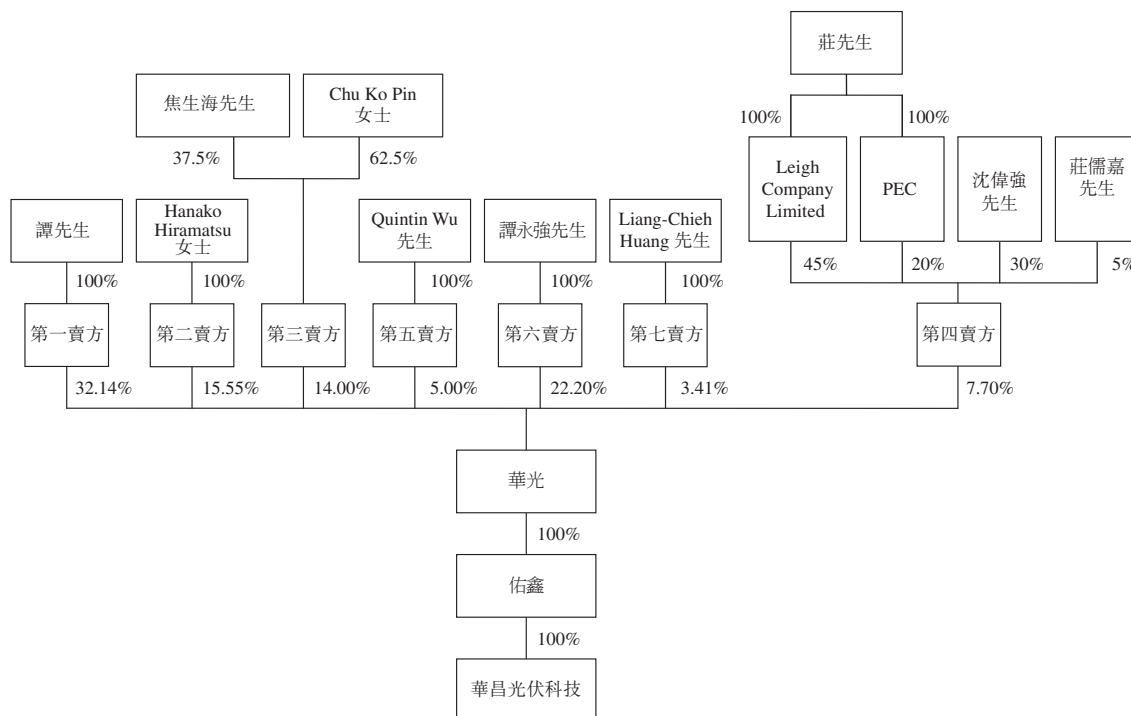 莊先生
焦生海先生
Chu Ko Pin
女士
100%
100%
37.5%
62.5%
Leigh
Company
Limited
PEC
沈偉強
先生
莊儒嘉
先生
譚先生
Hanako
Hiramatsu
女士
Quintin Wu
先生
譚永強先生
Liang-Chieh
Huang 先生
45%
20%
30%
5%
100%
100%
100%
100%
100%
第一賣方
第二賣方
第三賣方
第五賣方
第六賣方
第七賣方
第四賣方
32.14%
15.55%
14.00%
5.00%
22.20%
3.41%
7.70%
華光
100%
佑鑫
100%
華昌光伏科技